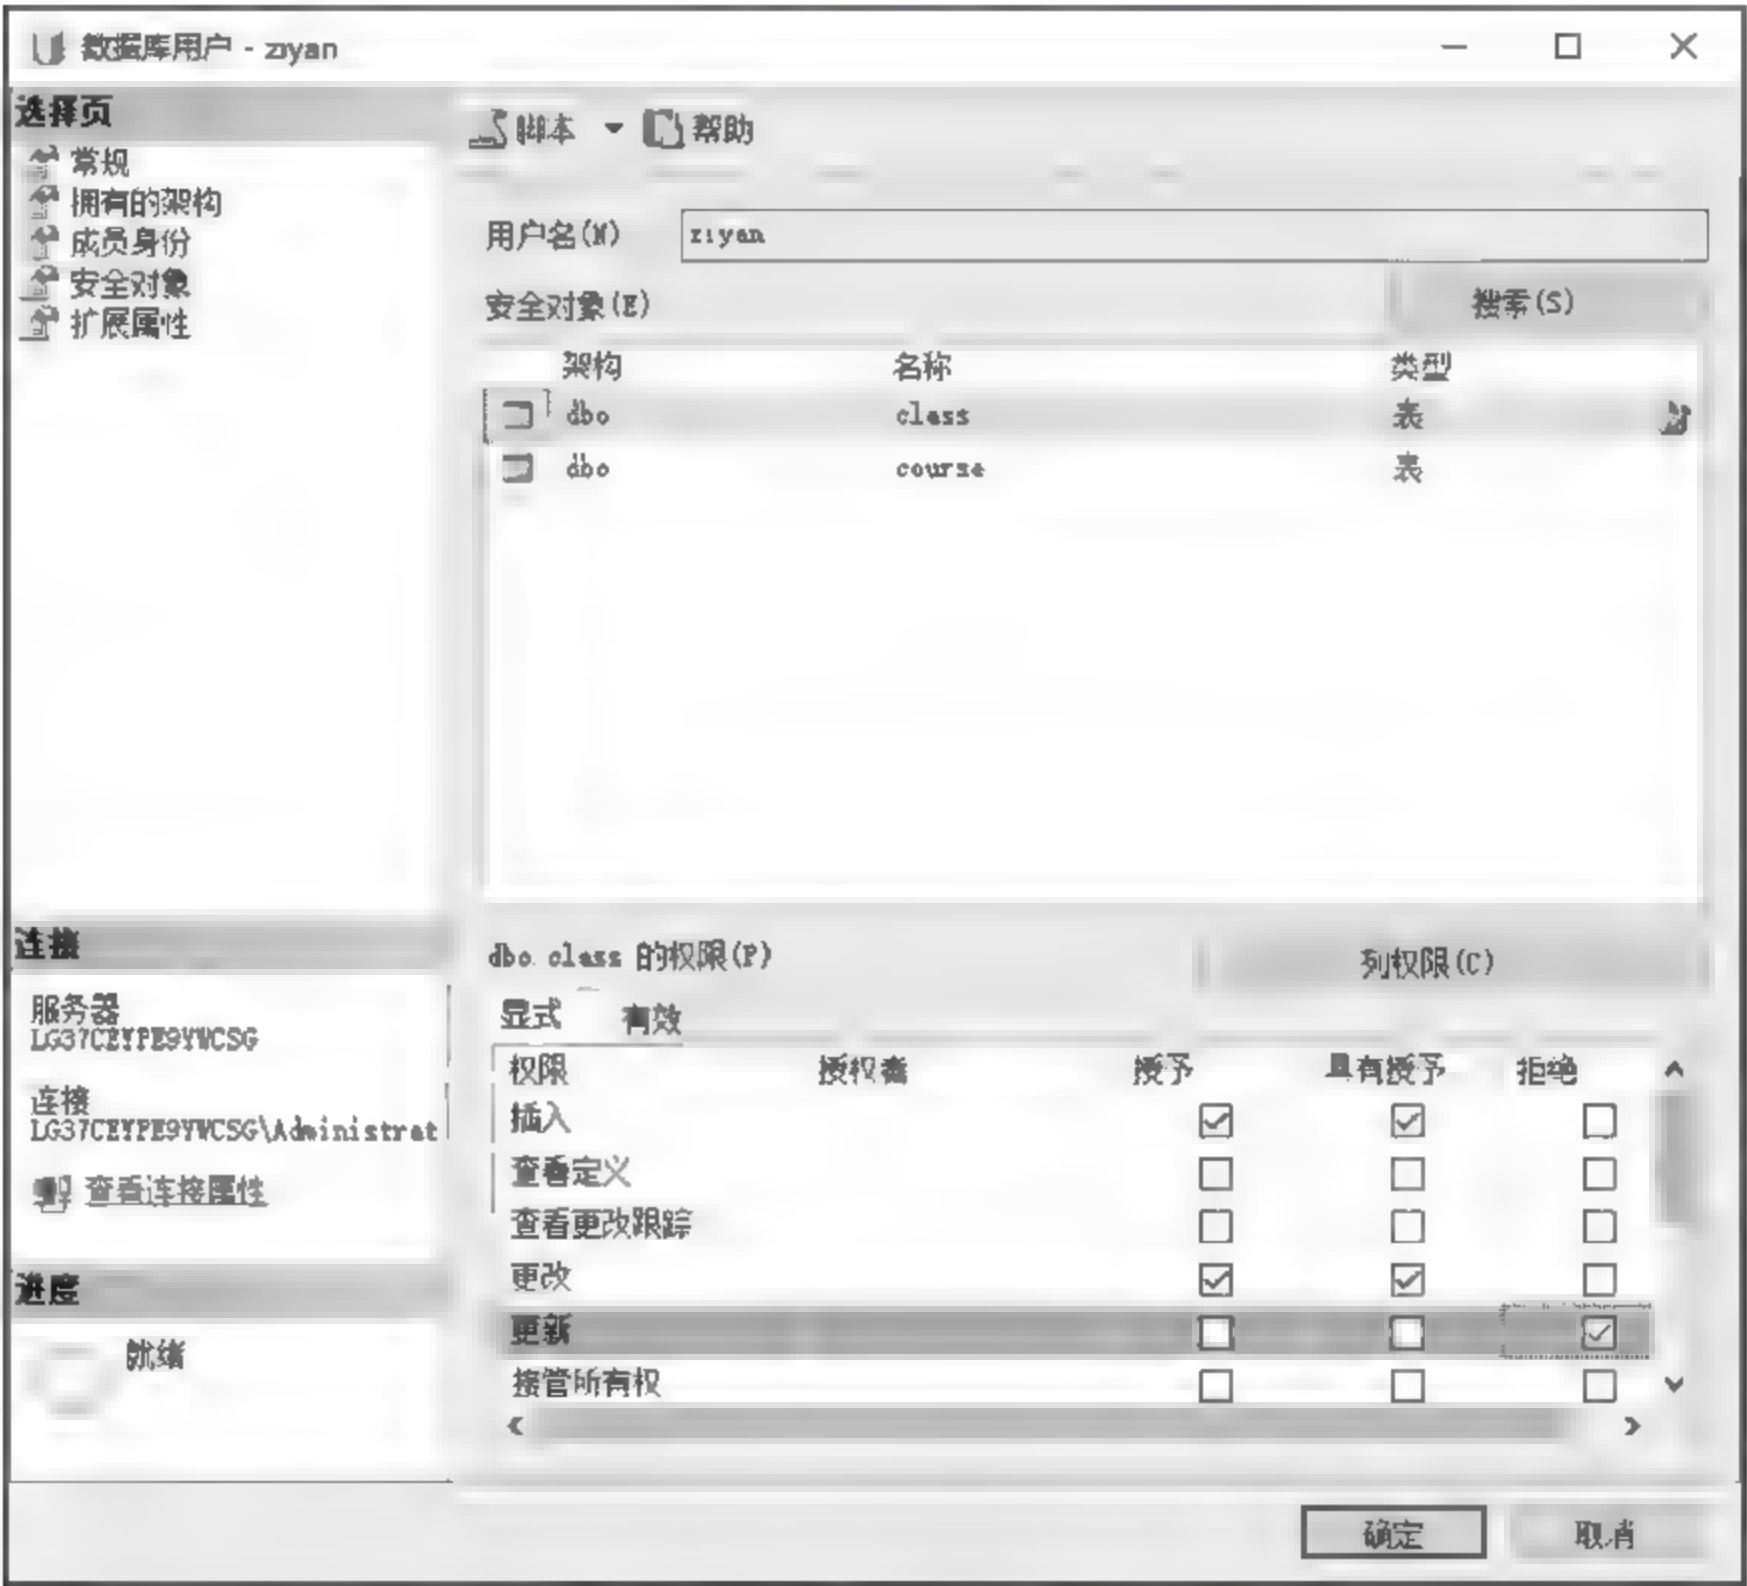 数据库用户 - ziyan
选择页
常规
拥有的架构
成员身份
安全对象
扩展属性
脚本 帮助
用户名(N) ziyan
安全对象(E) 搜索(S)
架构 名称 类型
dbo class 表
dbo course 表
连接
服务器
连接
查看连接属性
进度
就绪
dbo.class 的权限(P) 列权限(C)
显式 有效
权限 授权者 授予 具有授予 拒绝
插入
查看定义
查看更改跟踪
更改
更新
接管所有权
确定 取消